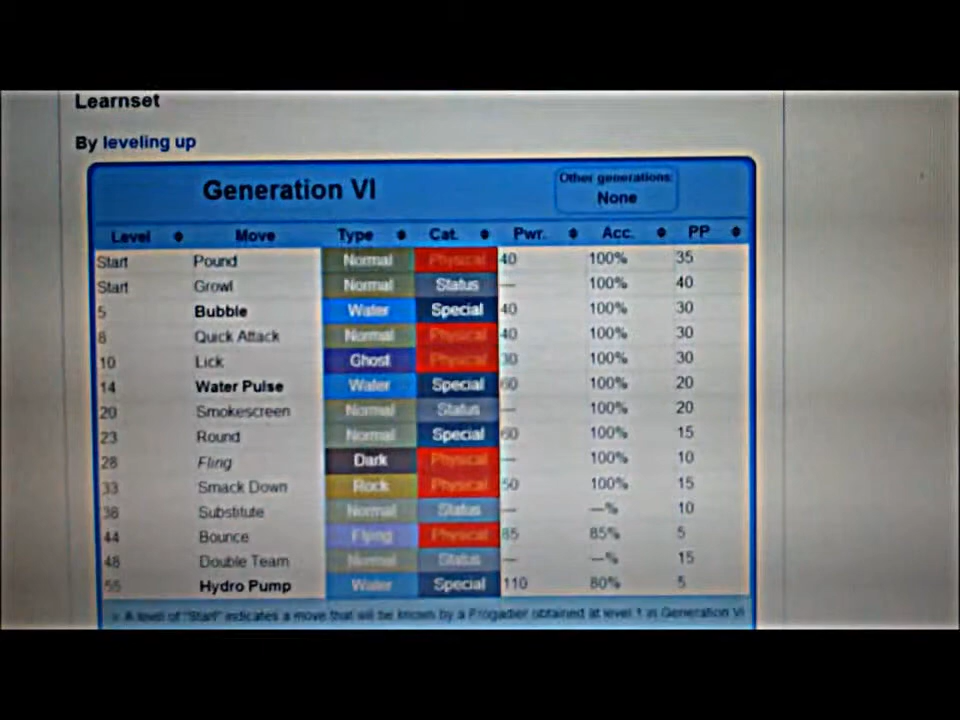 Learnset
By leveling up
Generation VI
Other generations:
None
Level Move Type Cat. Pwr. Acc. PP
Start Pound Normal Physical 40 100% 35
Start Growl Normal Status — 100% 40
5 Bubble Water Special 40 100% 30
8 Quick Attack Normal Physical 40 100% 30
10 Lick Ghost Physical 30 100% 30
14 Water Pulse Water Special 60 100% 20
20 Smokescreen Normal Status — 100% 20
23 Round Normal Special 60 100% 15
28 Fling Dark Physical — 100% 10
33 Smack Down Rock Physical 50 100% 15
38 Substitute Normal Status — —% 10
44 Bounce Flying Physical 85 85% 5
48 Double Team Normal Status — —% 15
55 Hydro Pump Water Special 110 80% 5
A level of "Start" indicates a move that will be known by a Frogadier obtained at level 1 in Generation VI